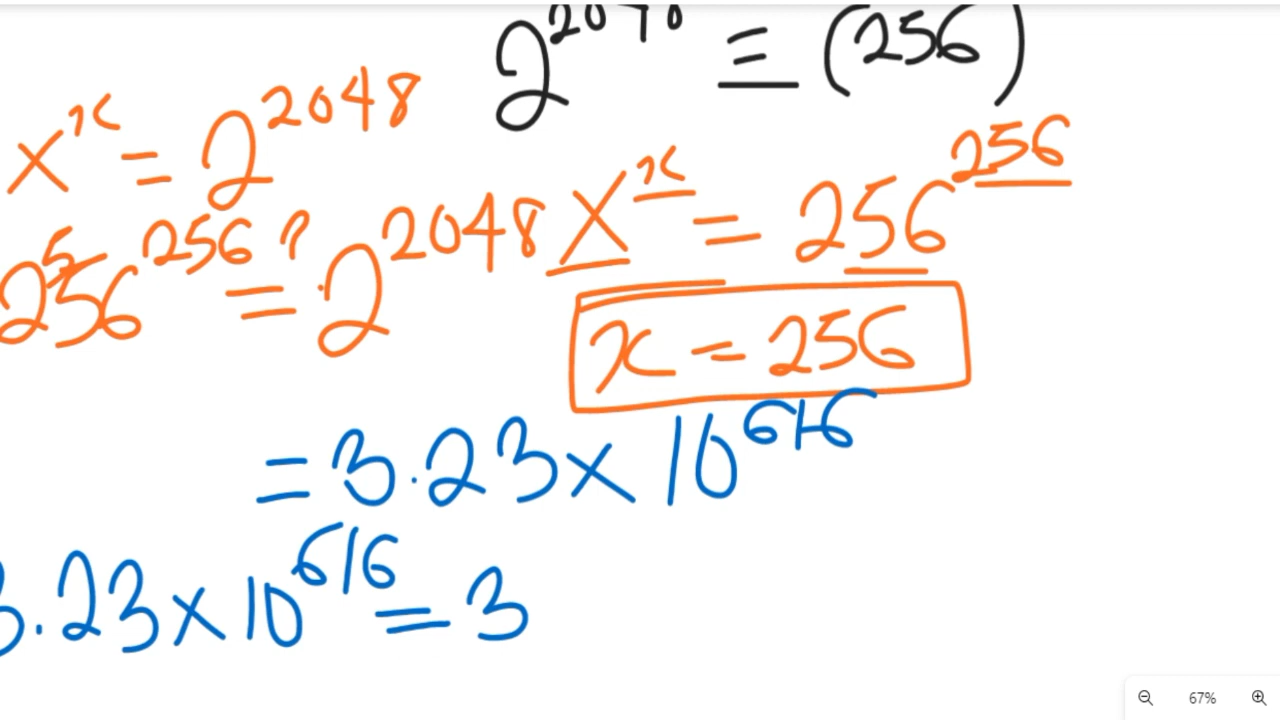 2^2048 = (256)
x^x = 2^2048
x^x = 256^256
256^256 ?= 2^2048
x = 256
= 3.23 x 10^616
3.23 x 10^616 = 3
67%